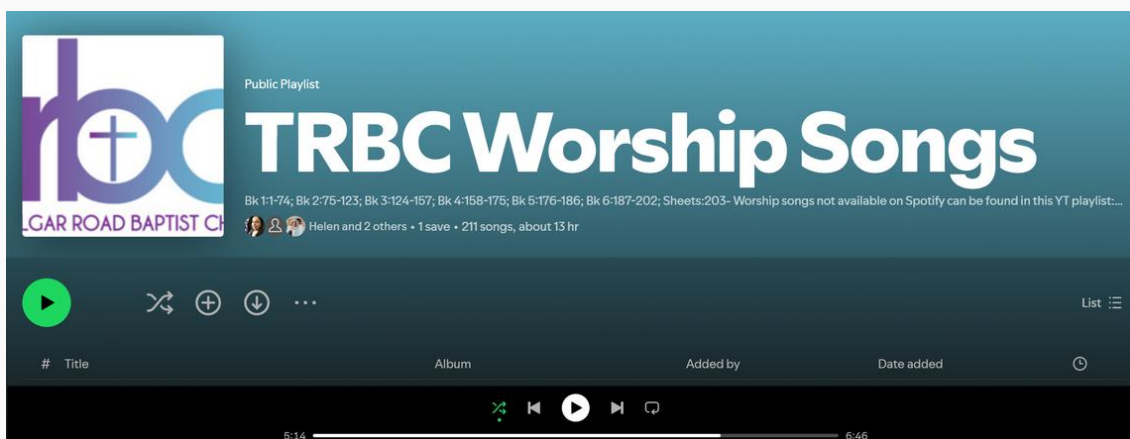 rbc
LGAR ROAD BAPTIST CH
Public Playlist
TRBC Worship Songs
Bk 1:1-74; Bk 2:75-123; Bk 3:124-157; Bk 4:158-175; Bk 5:176-186; Bk 6:187-202; Sheets:203- Worship songs not available on Spotify can be found in this YT playlist:...
Helen and 2 others • 1 save • 211 songs, about 13 hr
List
# Title Album Added by Date added
5:14 6:46